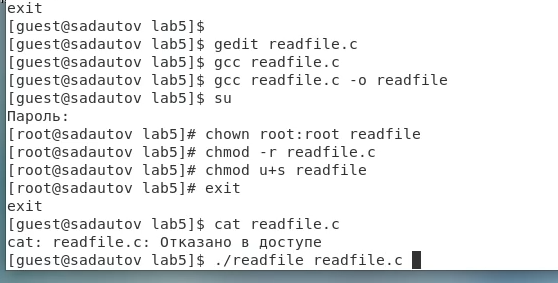 exit
[guest@sadautov lab5]$
[guest@sadautov lab5]$ gedit readfile.c
[guest@sadautov lab5]$ gcc readfile.c
[guest@sadautov lab5]$ gcc readfile.c -o readfile
[guest@sadautov lab5]$ su
Пароль:
[root@sadautov lab5]# chown root:root readfile
[root@sadautov lab5]# chmod -r readfile.c
[root@sadautov lab5]# chmod u+s readfile
[root@sadautov lab5]# exit
exit
[guest@sadautov lab5]$ cat readfile.c
cat: readfile.c: Отказано в доступе
[guest@sadautov lab5]$ ./readfile readfile.c